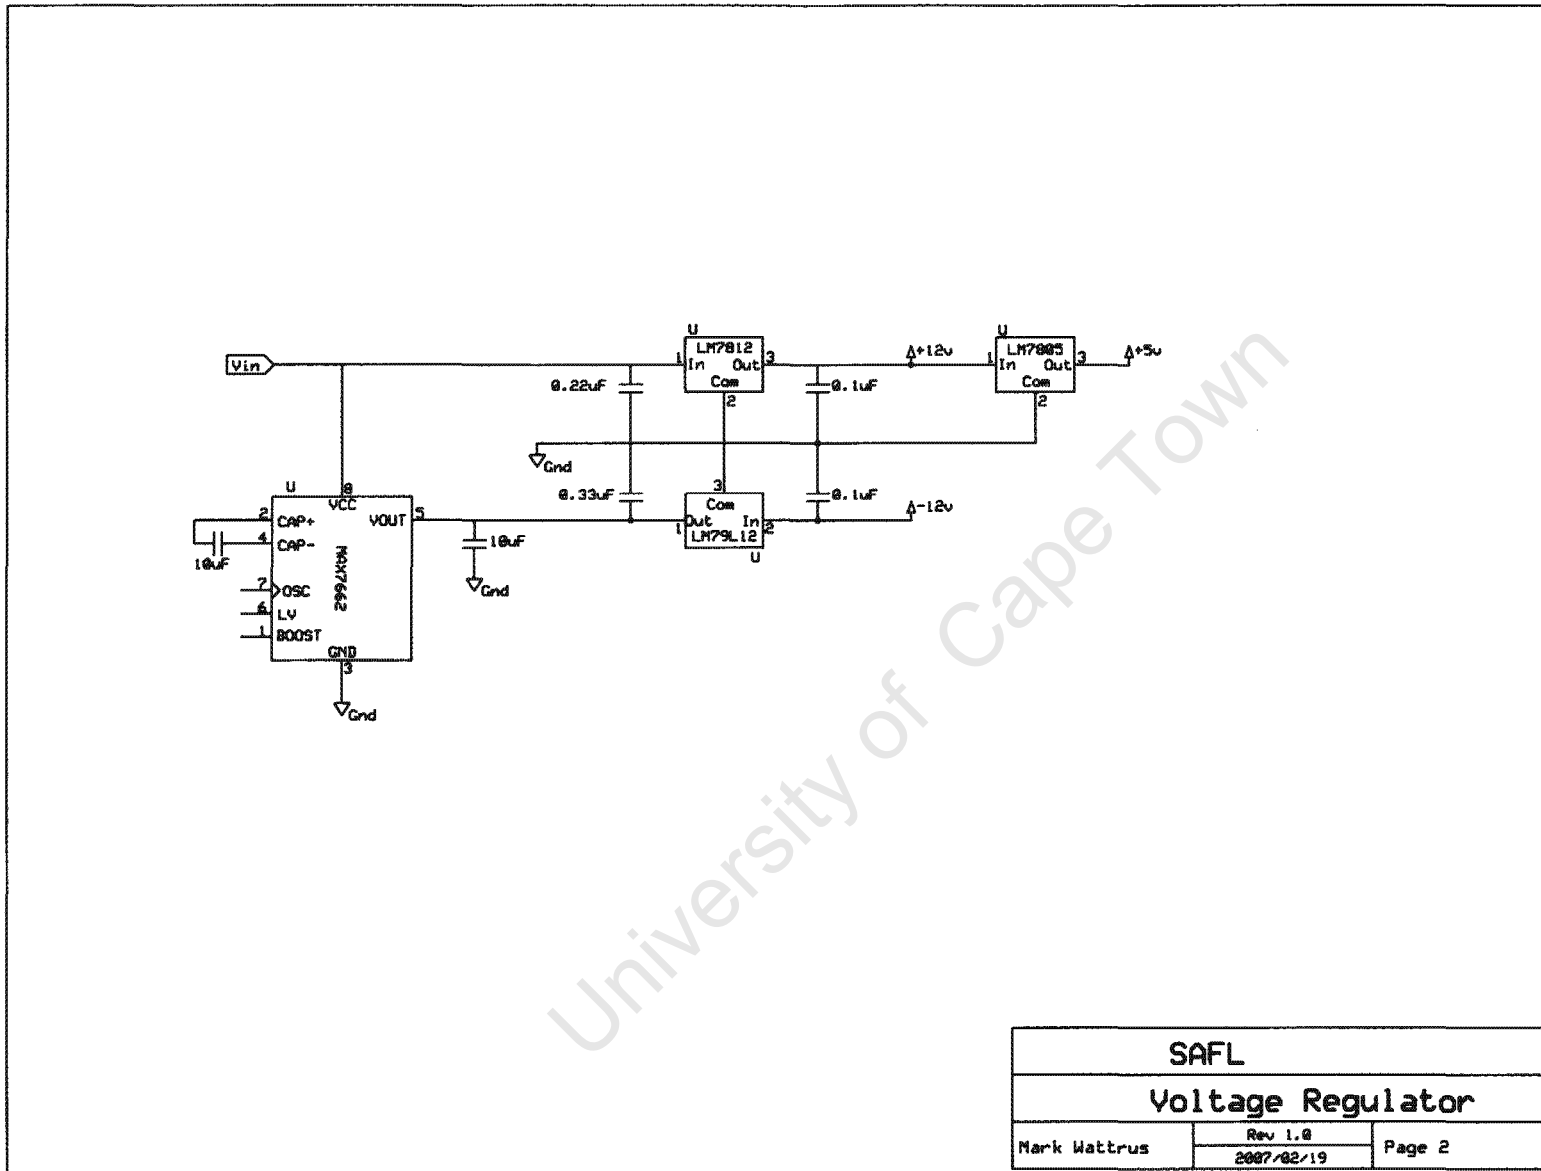 U
LM7812
1
In
Out
3
Com
2
Vin
0.22uF
0.1uF
+12v
U
LM7805
1
In
Out
3
Com
2
+5v
Gnd
0.33uF
3
Com
Out
In
1
2
LM79L12
U
0.1uF
-12v
U
8
VCC
2
CAP+
VOUT
5
4
CAP-
10uF
MAX7662
7
OSC
6
LV
1
BOOST
GND
3
Gnd
10uF
Gnd
University of Cape Town
SAFL
Voltage Regulator
Mark Wattrus
Rev 1.0
2007/02/19
Page 2